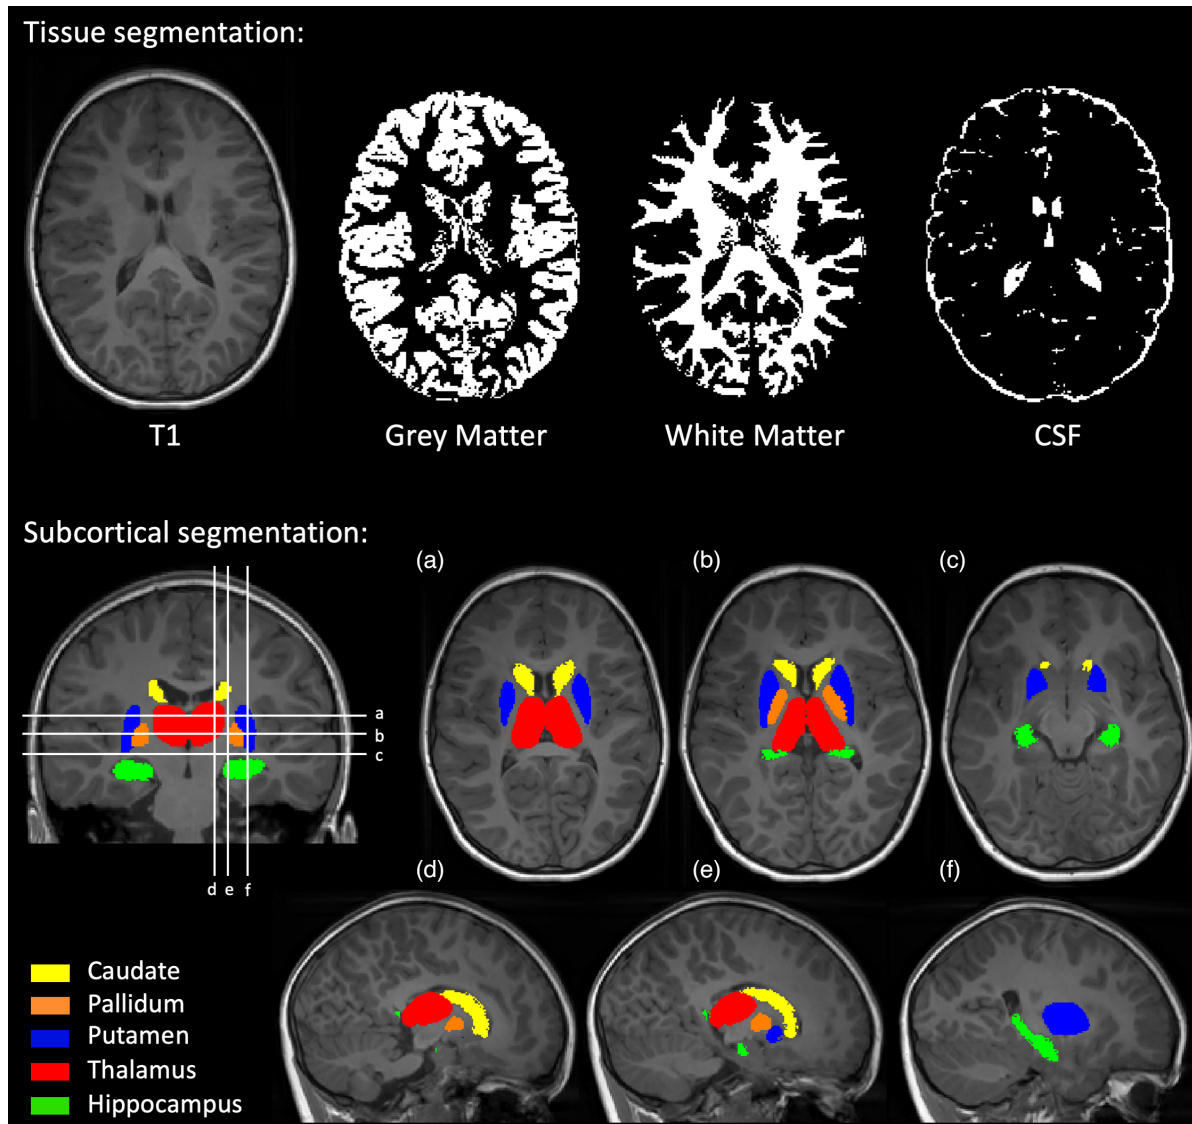 Tissue segmentation:
T1
Grey Matter
White Matter
CSF
Subcortical segmentation:
(a)
(b)
(c)
a
b
c
d e f
(d)
(e)
(f)
Caudate
Pallidum
Putamen
Thalamus
Hippocampus